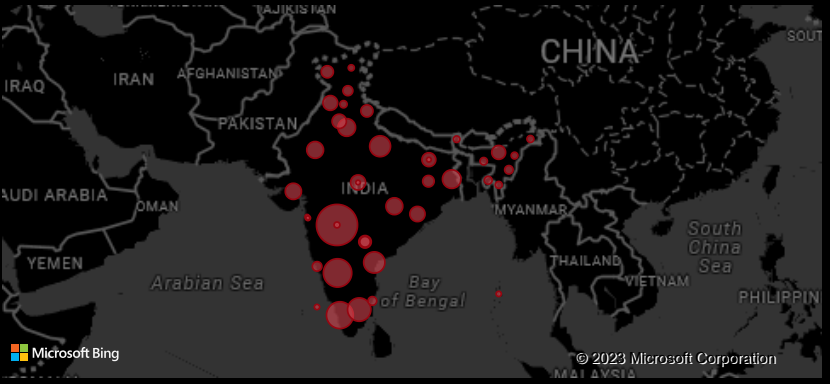 TAJIKISTAN
SOUT
CHINA
IRAQ
IRAN
AFGHANISTAN
PAKISTAN
INDIA
AUDI ARABIA
OMAN
MYANMAR
South
China
Sea
YEMEN
THAILAND
Arabian Sea
Bay
of Bengal
VIETNAM
PHILIPPIN
Microsoft Bing
© 2023 Microsoft Corporation
MALAYSIA